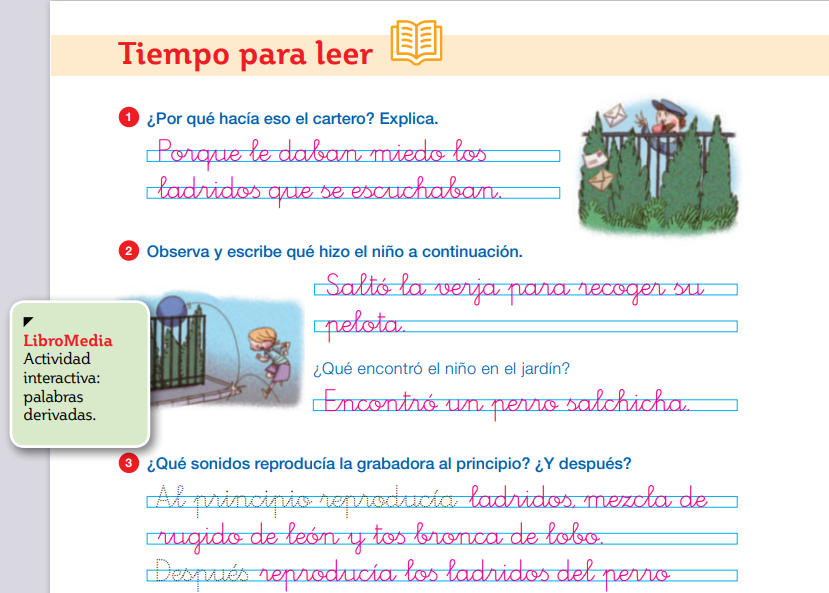 Tiempo para leer
1 ¿Por qué hacía eso el cartero? Explica.
Porque le daban miedo los
ladridos que se escuchaban.
2 Observa y escribe qué hizo el niño a continuación.
Saltó la verja para recoger su
pelota.
¿Qué encontró el niño en el jardín?
Encontró un perro salchicha.
LibroMedia
Actividad
interactiva:
palabras
derivadas.
3 ¿Qué sonidos reproducía la grabadora al principio? ¿Y después?
Al principio reproducía ladridos, mezcla de
rugido de león y tos bronca de lobo.
Después reproducía los ladridos del perro